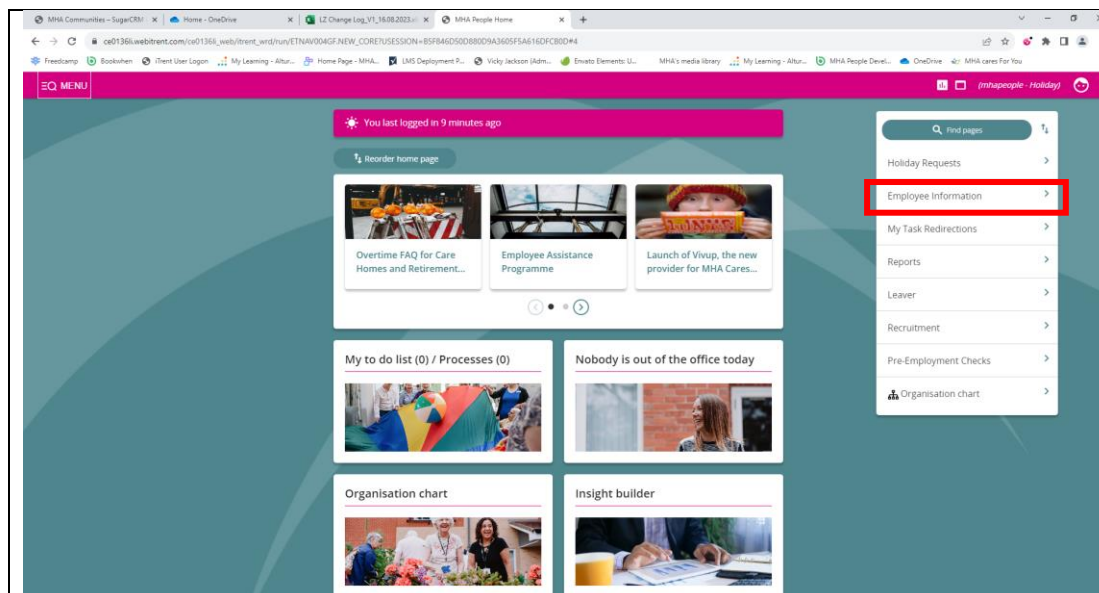 MHA Communities – SugarCRM
Home - OneDrive
LZ Change Log_V1_16.08.2023.x
MHA People Home
ce0136li.webitrent.com/ce0136li_web/itrent_wrd/run/ETNAV004GF.NEW_CORE?USESSION=
Freedcamp
Bookwhen
iTrent User Logon
My Learning - Altur...
Home Page - MHA...
LMS Deployment P...
Vicky Jackson (Adm...
Envato Elements: U...
MHA's media library
My Learning - Altur...
MHA People Devel...
OneDrive
MHA cares For You
MENU
(mhapeople - Holiday)
You last logged in 9 minutes ago
Reorder home page
Overtime FAQ for Care
Homes and Retirement...
Employee Assistance
Programme
Launch of Vivup, the new
provider for MHA Cares...
My to do list (0) / Processes (0)
Nobody is out of the office today
Organisation chart
Insight builder
Find pages
Holiday Requests
Employee Information
My Task Redirections
Reports
Leaver
Recruitment
Pre-Employment Checks
Organisation chart